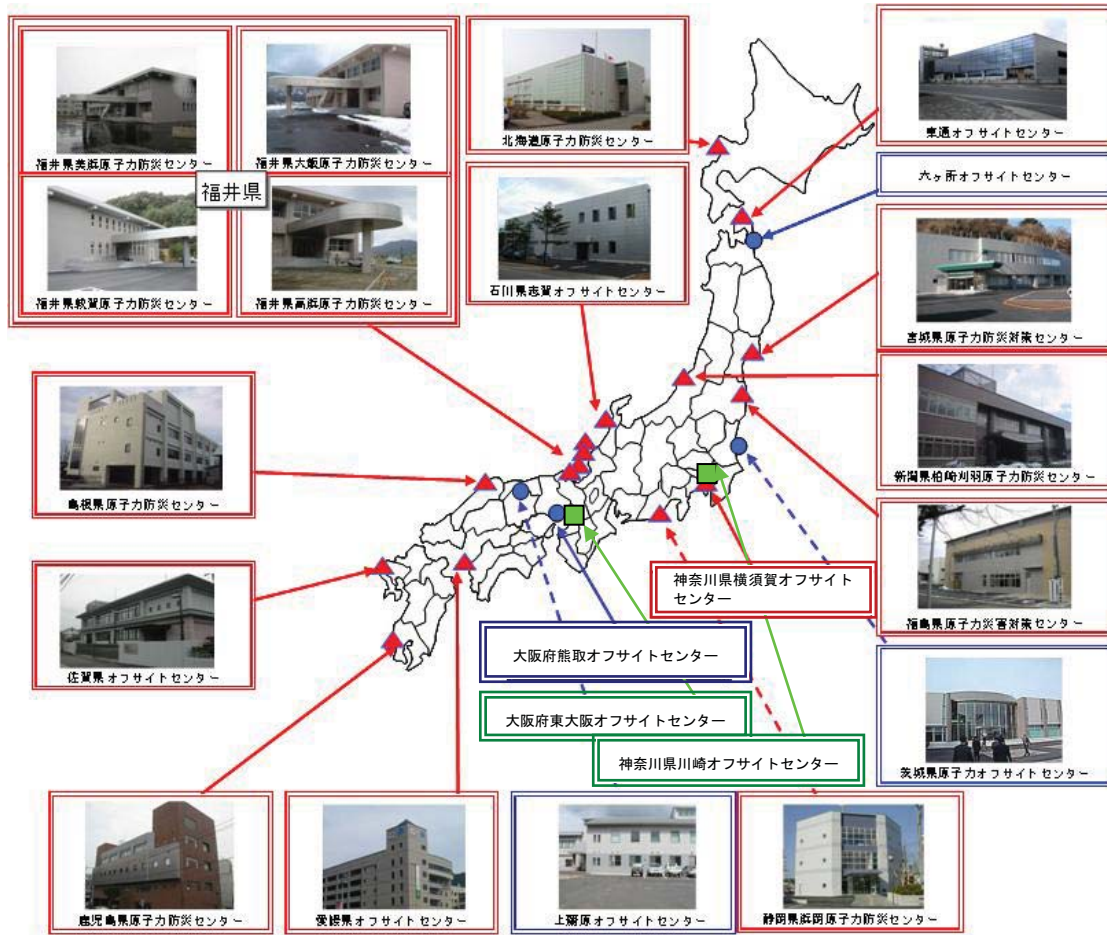 福井県美浜原子力防災センター
福井県大飯原子力防災センター
福井県
福井県敦賀原子力防災センター
福井県高浜原子力防災センター
北海道原子力防災センター
石川県志賀オフサイトセンター
東通オフサイトセンター
六ヶ所オフサイトセンター
宮城県原子力防災対策センター
新潟県柏崎刈羽原子力防災センター
福島県原子力災害対策センター
茨城県原子力オフサイトセンター
島根県原子力防災センター
佐賀県オフサイトセンター
神奈川県横須賀オフサイト
センター
大阪府熊取オフサイトセンター
大阪府東大阪オフサイトセンター
神奈川県川崎オフサイトセンター
鹿児島県原子力防災センター
愛媛県オフサイトセンター
上齋原オフサイトセンター
静岡県浜岡原子力防災センター